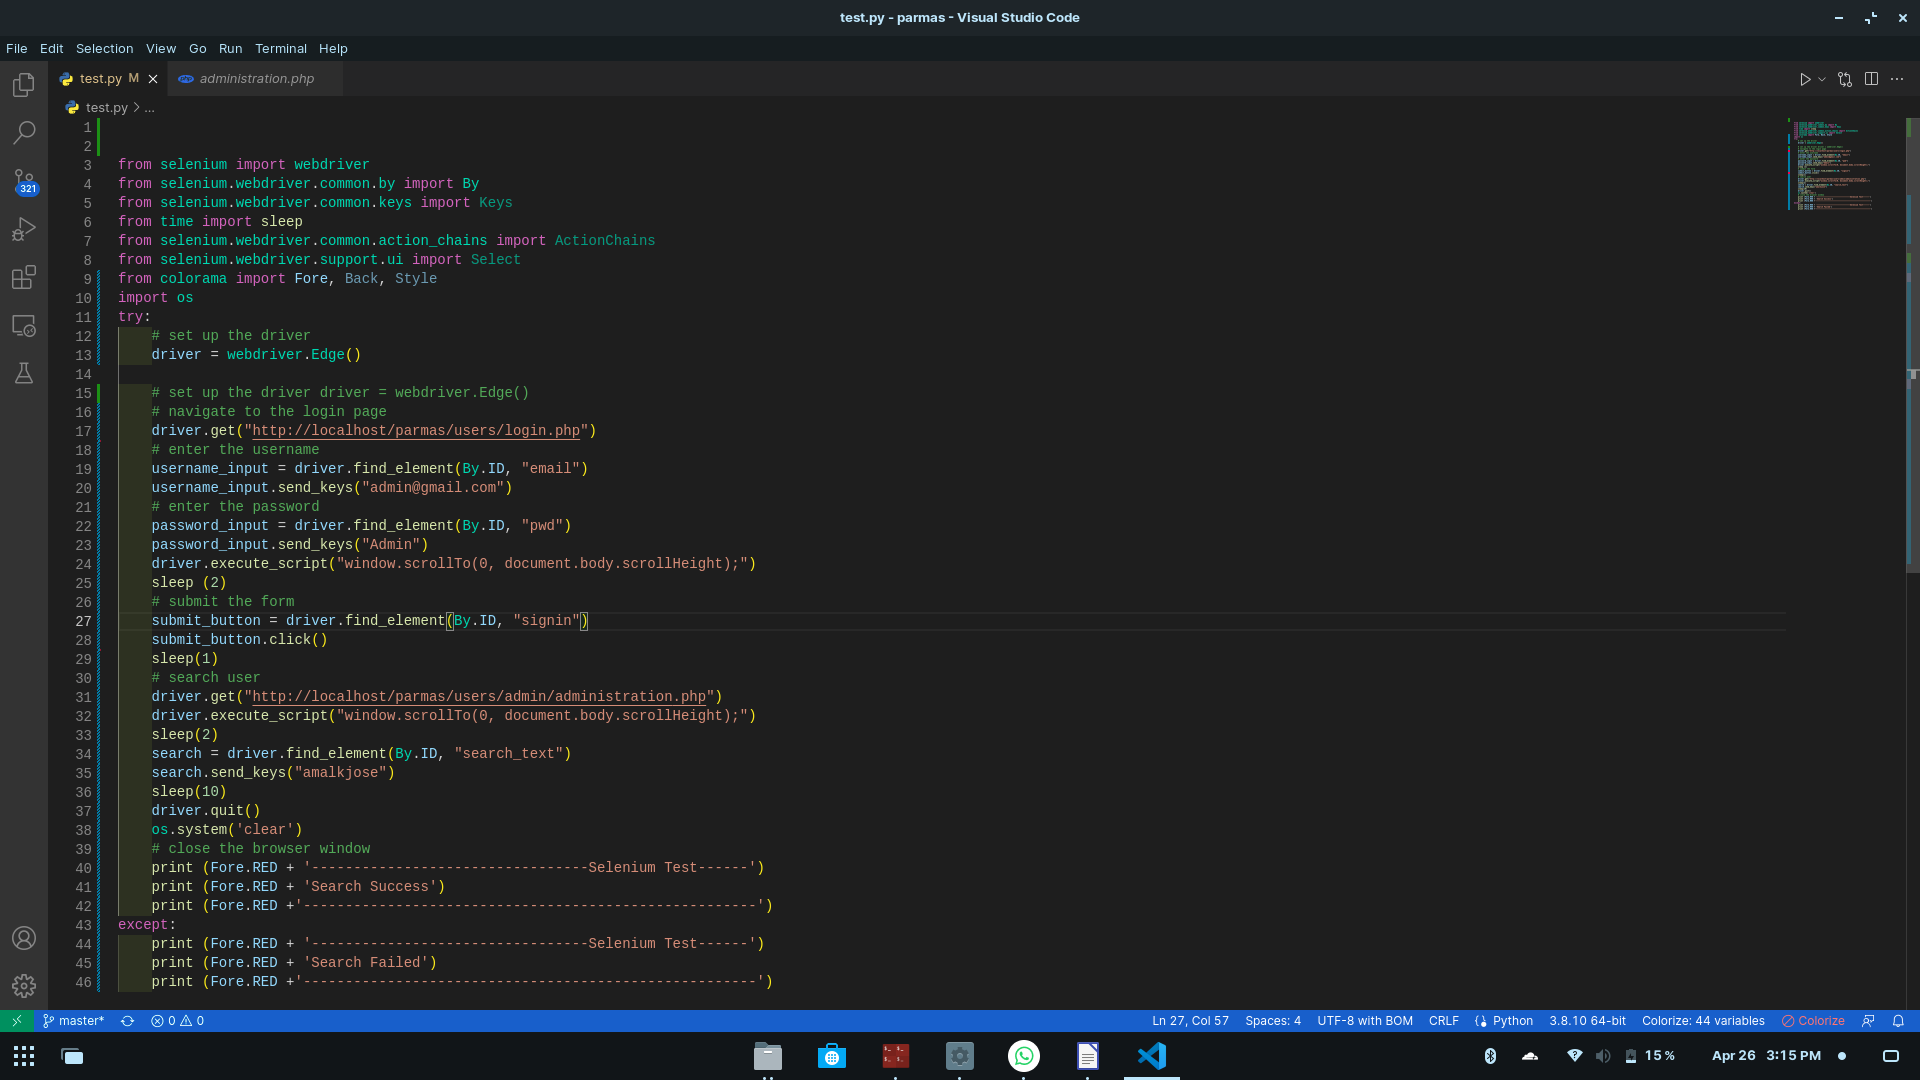 test.py - parmas - Visual Studio Code
File Edit Selection View Go Run Terminal Help
test.py M administration.php
test.py > ...
321
1
2
3 from selenium import webdriver
4 from selenium.webdriver.common.by import By
5 from selenium.webdriver.common.keys import Keys
6 from time import sleep
7 from selenium.webdriver.common.action_chains import ActionChains
8 from selenium.webdriver.support.ui import Select
9 from colorama import Fore, Back, Style
10 import os
11 try:
12     # set up the driver
13     driver = webdriver.Edge()
14
15     # set up the driver driver = webdriver.Edge()
16     # navigate to the login page
17     driver.get("http://localhost/parmas/users/login.php")
18     # enter the username
19     username_input = driver.find_element(By.ID, "email")
20     username_input.send_keys("admin@gmail.com")
21     # enter the password
22     password_input = driver.find_element(By.ID, "pwd")
23     password_input.send_keys("Admin")
24     driver.execute_script("window.scrollTo(0, document.body.scrollHeight);")
25     sleep (2)
26     # submit the form
27     submit_button = driver.find_element(By.ID, "signin")
28     submit_button.click()
29     sleep(1)
30     # search user
31     driver.get("http://localhost/parmas/users/admin/administration.php")
32     driver.execute_script("window.scrollTo(0, document.body.scrollHeight);")
33     sleep(2)
34     search = driver.find_element(By.ID, "search_text")
35     search.send_keys("amalkjose")
36     sleep(10)
37     driver.quit()
38     os.system('clear')
39     # close the browser window
40     print (Fore.RED + '---------------------------------Selenium Test------')
41     print (Fore.RED + 'Search Success')
42     print (Fore.RED +'------------------------------------------------------')
43 except:
44     print (Fore.RED + '---------------------------------Selenium Test------')
45     print (Fore.RED + 'Search Failed')
46     print (Fore.RED +'------------------------------------------------------')
master* 0 0 Ln 27, Col 57 Spaces: 4 UTF-8 with BOM CRLF Python 3.8.10 64-bit Colorize: 44 variables Colorize
15 % Apr 26 3:15 PM